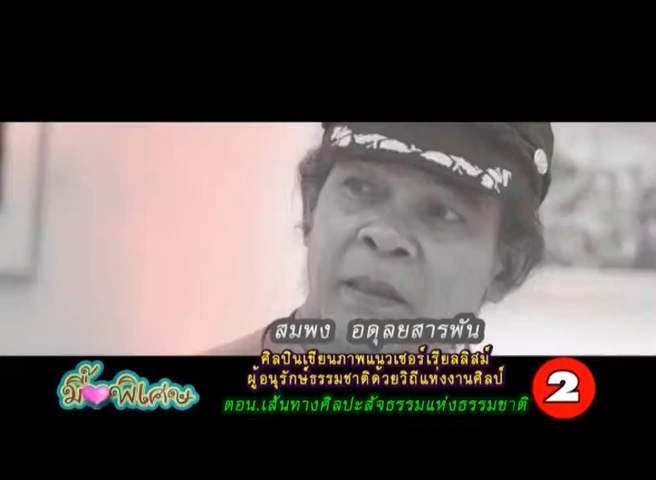 สมพง อดุลยสารพัน
ศิลปินเขียนภาพแนวเซอร์เรียลลิสม์
ผู้อนุรักษ์ธรรมชาติด้วยวิถีแห่งงานศิลป์
มื้อพิเศษ
ตอน.เส้นทางศิลปะสัจธรรมแห่งธรรมชาติ
2